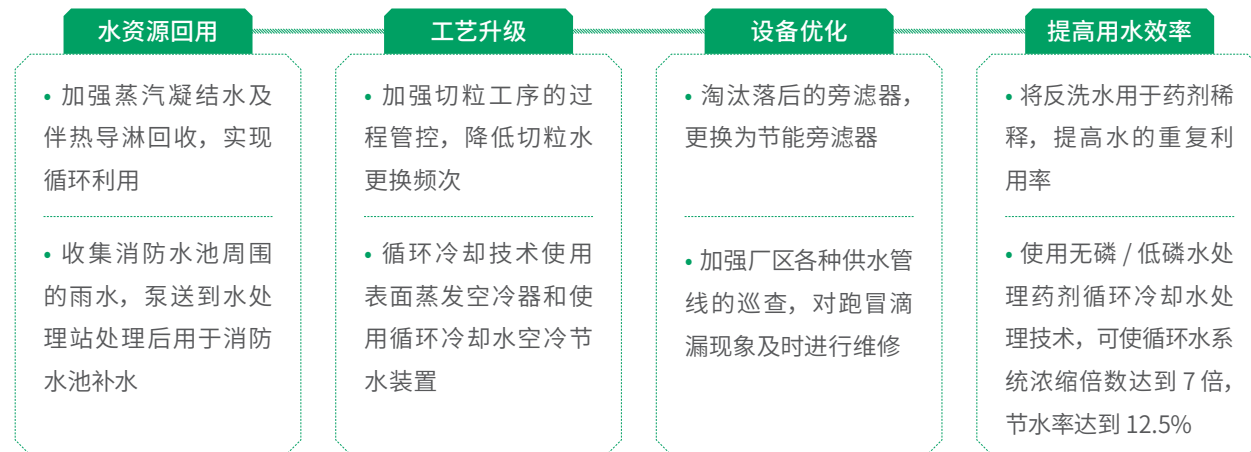 水资源回用
• 加强蒸汽凝结水及
伴热导淋回收，实现
循环利用
• 收集消防水池周围
的雨水，泵送到水处
理站处理后用于消防
水池补水
工艺升级
• 加强切粒工序的过
程管控，降低切粒水
更换频次
• 循环冷却技术使用
表面蒸发空冷器和使
用循环冷却水空冷节
水装置
设备优化
• 淘汰落后的旁滤器，
更换为节能旁滤器
• 加强厂区各种供水管
线的巡查，对跑冒滴
漏现象及时进行维修
提高用水效率
• 将反洗水用于药剂稀
释，提高水的重复利
用率
• 使用无磷 / 低磷水处
理药剂循环冷却水处
理技术，可使循环水系
统浓缩倍数达到 7 倍，
节水率达到 12.5%